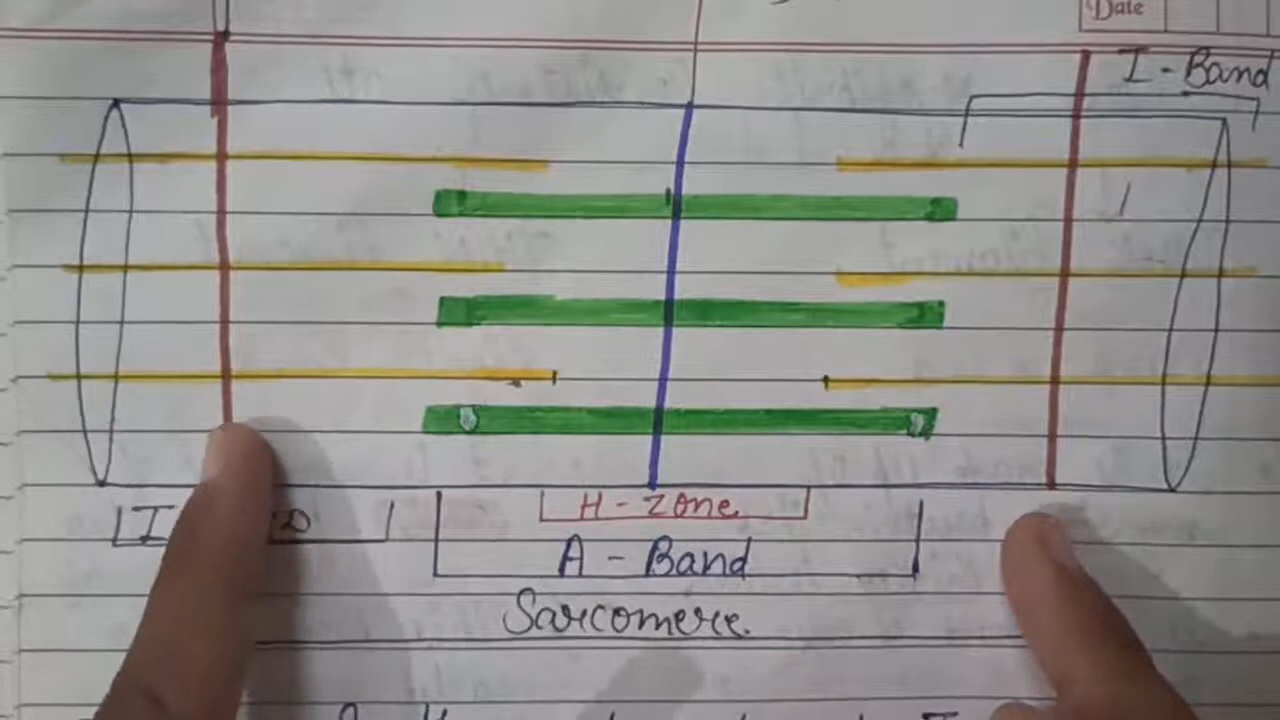 Date
I - Band
H - Zone
A - Band
Sarcomere.